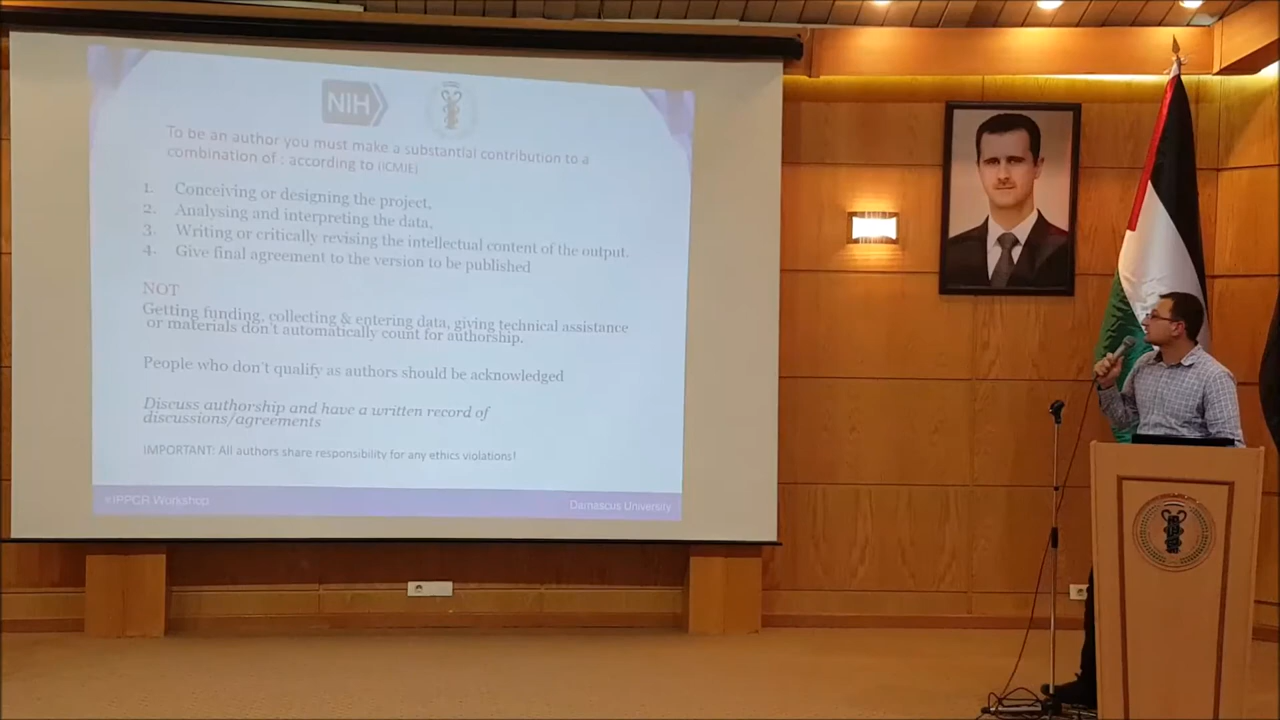 NIH
To be an author you must make a substantial contribution to a
combination of : according to (ICMJE)
1. Conceiving or designing the project,
2. Analysing and interpreting the data,
3. Writing or critically revising the intellectual content of the output.
4. Give final agreement to the version to be published
NOT
Getting funding, collecting & entering data, giving technical assistance
or materials don't automatically count for authorship.
People who don't qualify as authors should be acknowledged
Discuss authorship and have a written record of
discussions/agreements
IMPORTANT: All authors share responsibility for any ethics violations!
#IPPCR Workshop
Damascus University